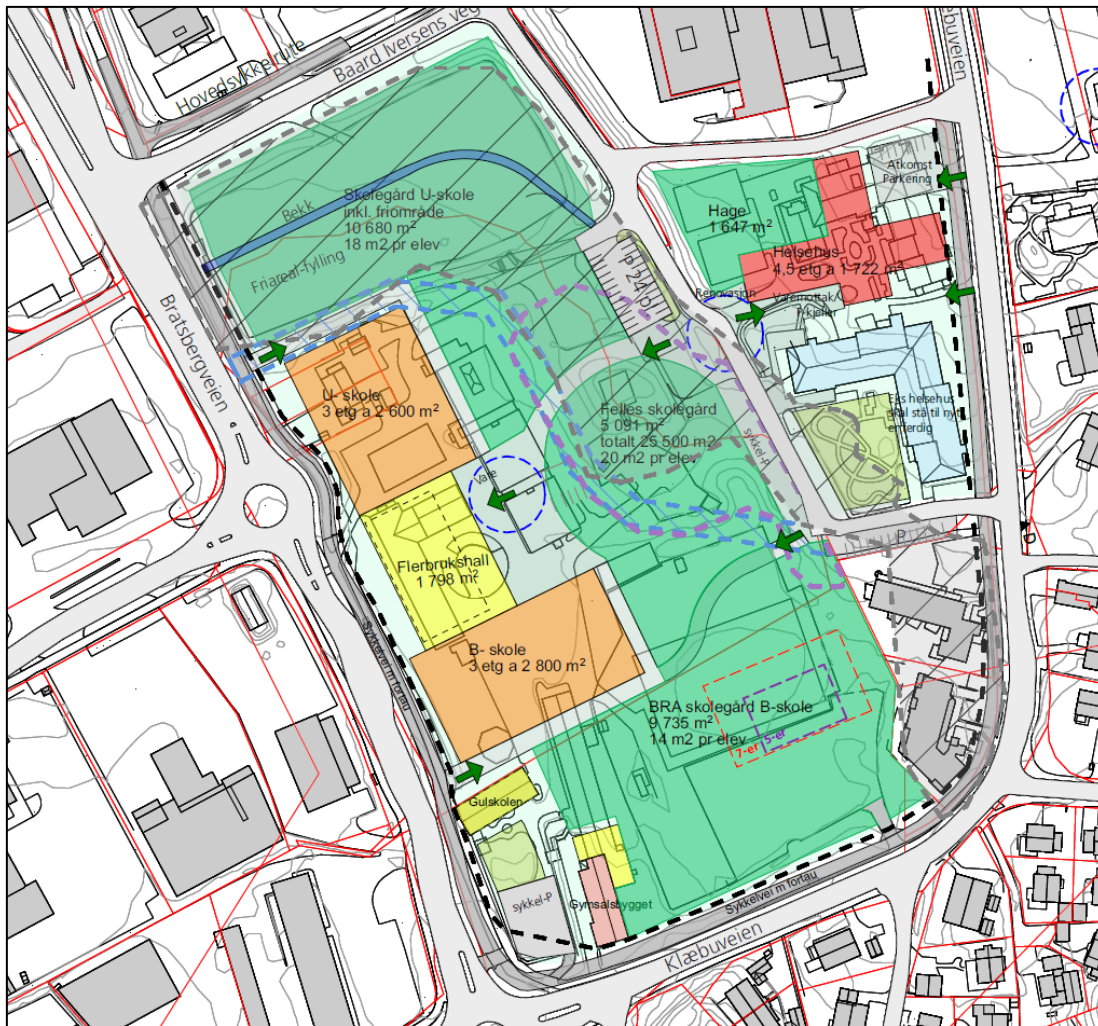 Hovedsykkelrute
Baard Iversens veg
Klæbuveien
Bratsbergveien
Bekk
Friareal-fylling
Skolegård U-skole
inkl. friområde
10 680 m²
18 m2 pr elev
P 24 pl
Hage
1 647 m²
Atkomst
Parkering
Helsehus
4,5 etg a 1 722 m²
Renovasjon
Varemottak/
P-kjeller
Eks helsehus
skal stå til nytt
er ferdig
U- skole
3 etg a 2 600 m²
Felles skolegård
5 091 m²
totalt 25 500 m2
20 m2 pr elev
sykkel-P
P
Flerbrukshall
1 798 m²
B- skole
3 etg a 2 800 m²
BRA skolegård B-skole
9 735 m²
14 m2 pr elev
7-er
5-er
Sykkelvei m fortau
Gulskolen
sykkel-P
Gymsalsbygget
Sykkelvei m fortau
Klæbuveien